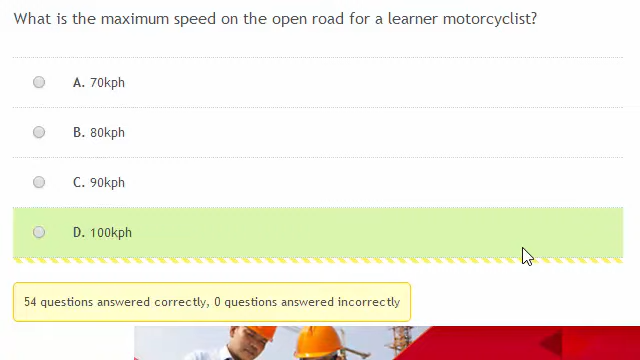 What is the maximum speed on the open road for a learner motorcyclist?
A. 70kph
B. 80kph
C. 90kph
D. 100kph
54 questions answered correctly, 0 questions answered incorrectly